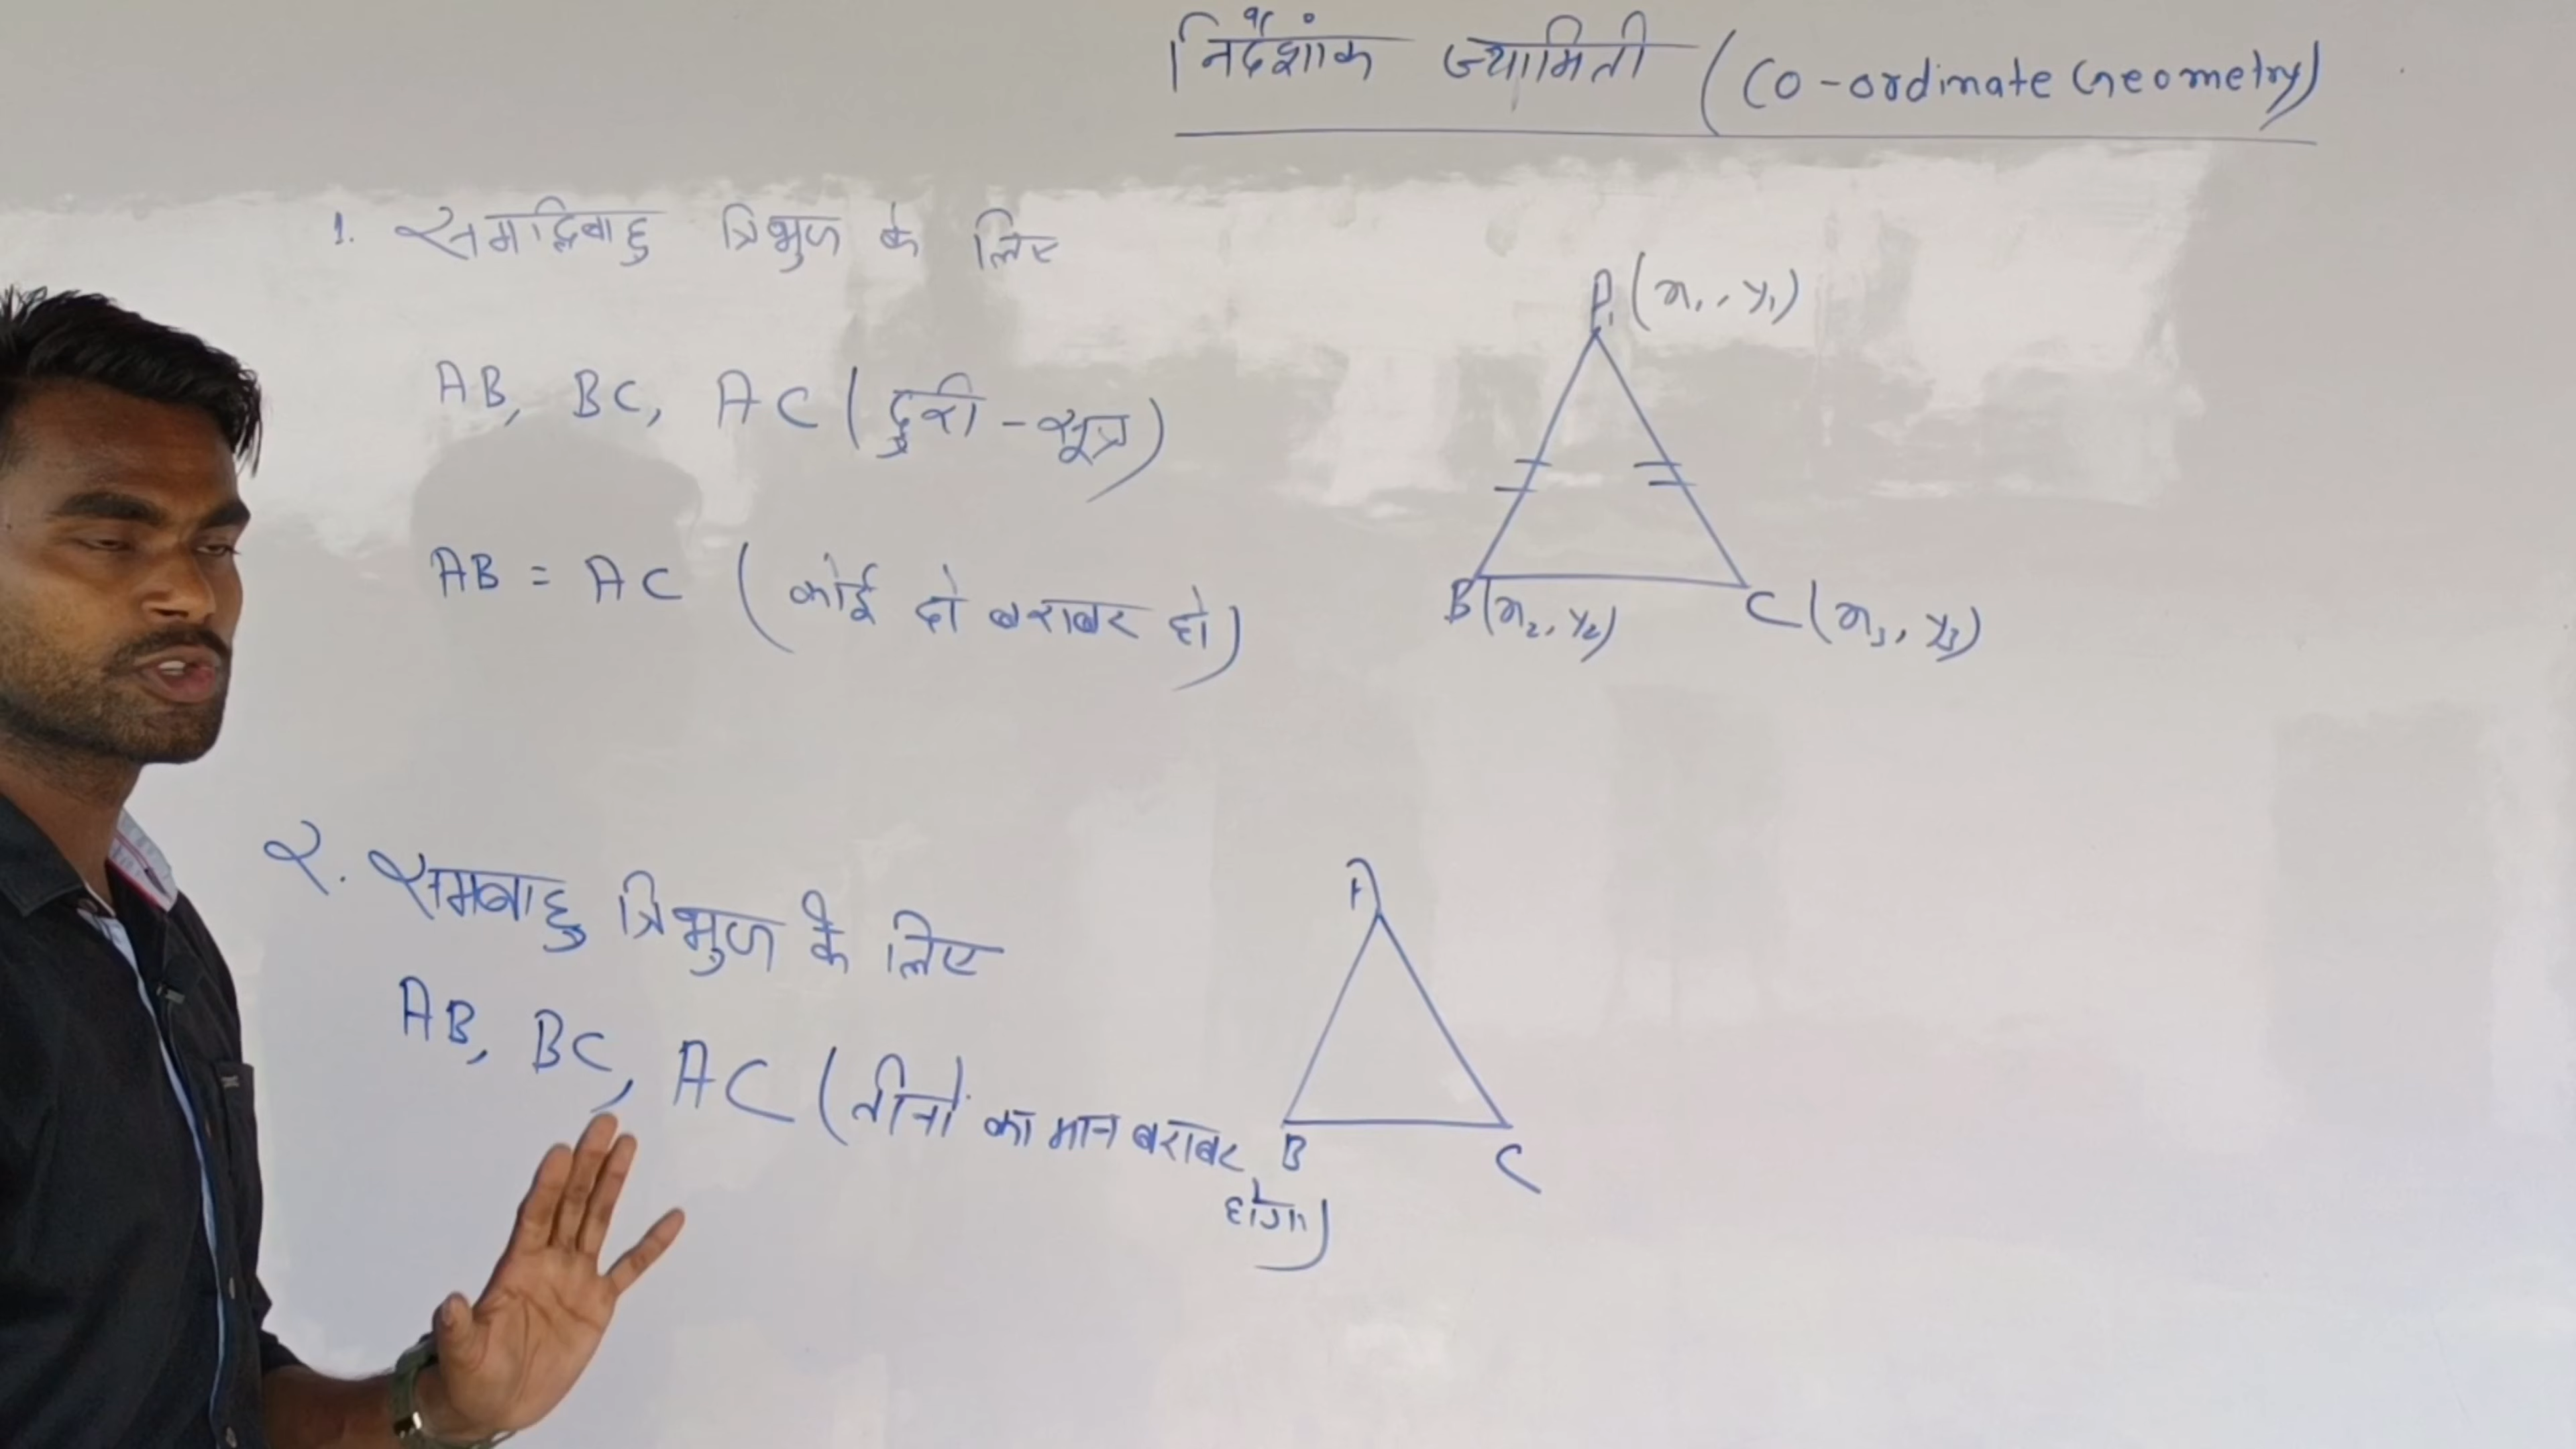 निर्देशांक ज्यामिती (Co-ordinate Geometry)
1. समद्विबाहु त्रिभुज के लिए
AB, BC, AC (दुरी-सूत्र)
AB = AC (कोई दो बराबर हो)
A (x₁, y₁)
B(x₂, y₂)
C (x₃, y₃)
२. समबाहु त्रिभुज के लिए
AB, BC, AC (तीनों का मान बराबर
होगा)
A
B
C